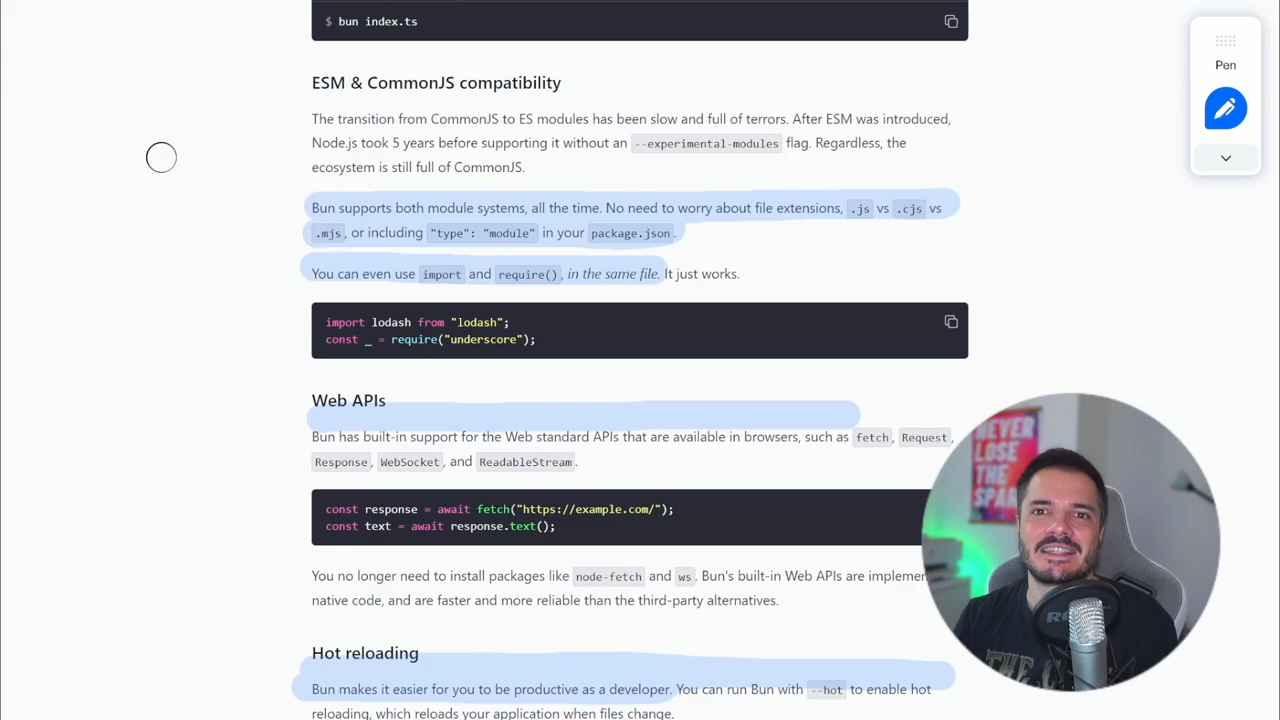 $ bun index.ts
Pen
ESM & CommonJS compatibility
The transition from CommonJS to ES modules has been slow and full of terrors. After ESM was introduced,
Node.js took 5 years before supporting it without an --experimental-modules flag. Regardless, the
ecosystem is still full of CommonJS.
Bun supports both module systems, all the time. No need to worry about file extensions, .js vs .cjs vs
.mjs, or including "type": "module" in your package.json.
You can even use import and require(), in the same file. It just works.
import lodash from "lodash";
const _ = require("underscore");
Web APIs
Bun has built-in support for the Web standard APIs that are available in browsers, such as fetch, Request,
Response, WebSocket, and ReadableStream.
const response = await fetch("https://example.com/");
const text = await response.text();
You no longer need to install packages like node-fetch and ws. Bun's built-in Web APIs are implemen
native code, and are faster and more reliable than the third-party alternatives.
Hot reloading
Bun makes it easier for you to be productive as a developer. You can run Bun with --hot to enable hot
reloading, which reloads your application when files change.
NEVER
LOSE
THE
SPAR